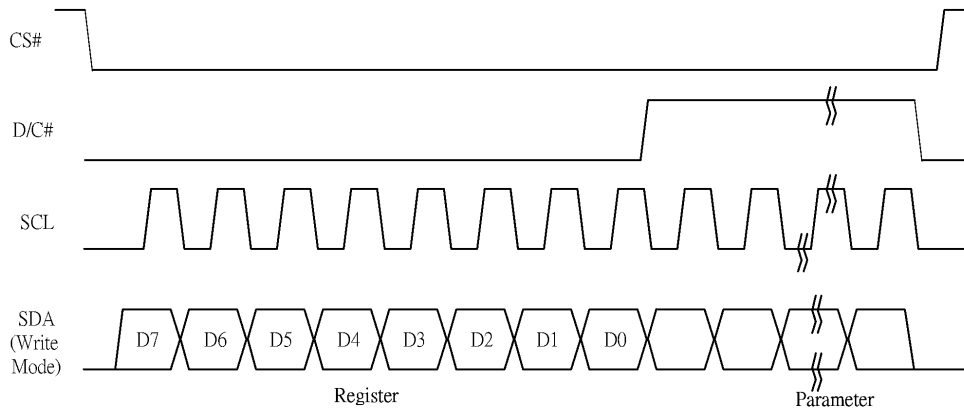 CS#
D/C#
SCL
SDA
(Write
Mode)
D7 D6 D5 D4 D3 D2 D1 D0
Register
Parameter